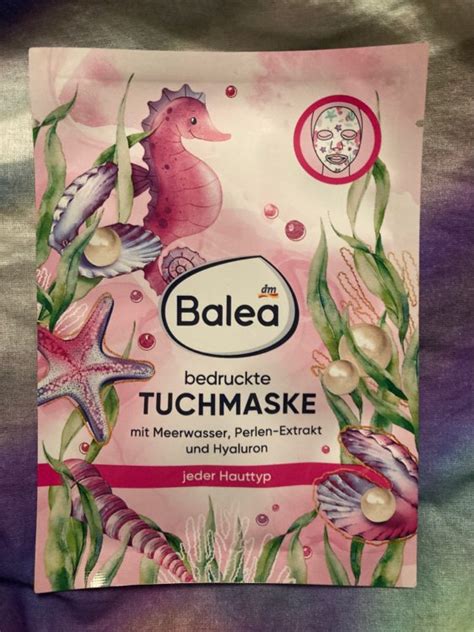 dm
Balea
bedruckte
TUCHMASKE
mit Meerwasser, Perlen-Extrakt
und Hyaluron
jeder Hauttyp